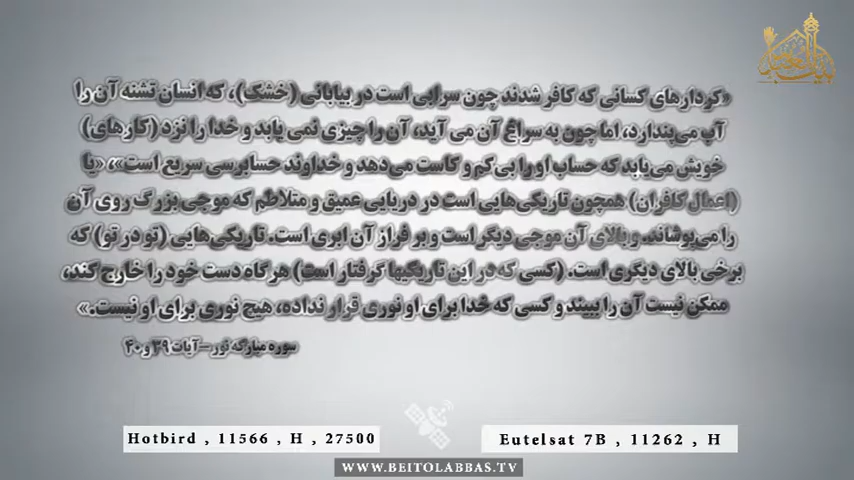 «کردارهای کسانی که کافر شدند چون سرابی است در بیابانی (خشک)، که انسان تشنه آن را
آب می‌پندارد، اما چون به سراغ آن می آید، آن را چیزی نمی یابد و خدا را نزد (کارهای)
خویش می‌یابد که حساب او را بی‌کم و کاست می‌دهد و خداوند حسابرسی سریع است»، «یا
(اعمال کافران) همچون تاریکی‌هایی است در دریایی عمیق و متلاطم که موجی بزرگ روی آن
را می‌پوشاند. و بالای آن موجی دیگر است و بر فراز آن ابری است. تاریکی‌هایی (تو در تو) که
برخی بالای دیگری است. (کسی که در این تاریکیها گرفتار است) هرگاه دست خود را خارج کند،
ممکن نیست آن را ببیند و کسی که خدا برای او نوری قرار نداده، هیچ نوری برای او نیست.»
سوره مبارکه نور-آیات ۳۹ و ۴۰
Hotbird , 11566 , H , 27500
Eutelsat 7B , 11262 , H
WWW.BEITOLABBAS.TV